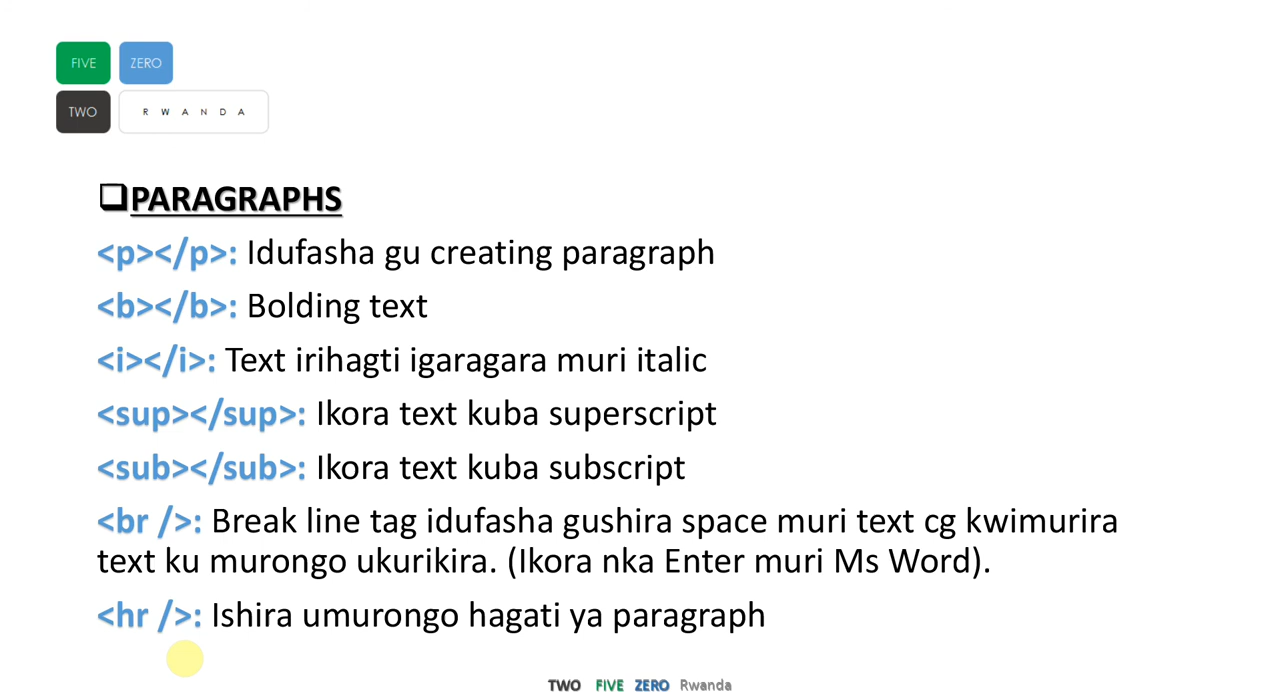 FIVE ZERO
TWO RWANDA
PARAGRAPHS
<p></p>: Idufasha gu creating paragraph
<b></b>: Bolding text
<i></i>: Text irihagti igaragara muri italic
<sup></sup>: Ikora text kuba superscript
<sub></sub>: Ikora text kuba subscript
<br />: Break line tag idufasha gushira space muri text cg kwimurira
text ku murongo ukurikira. (Ikora nka Enter muri Ms Word).
<hr />: Ishira umurongo hagati ya paragraph
TWO FIVE ZERO Rwanda